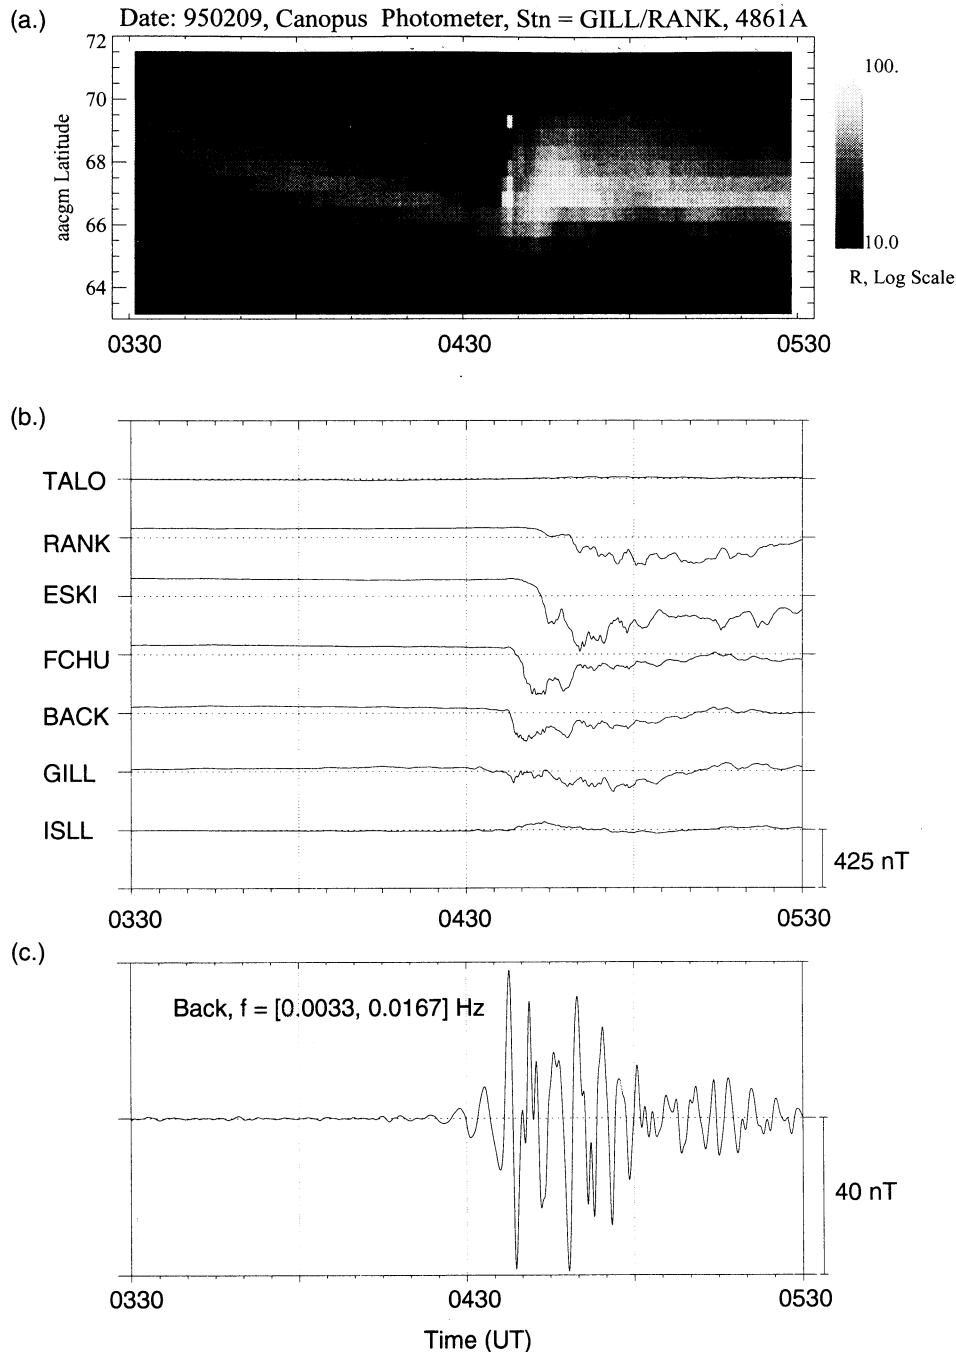 (a.)
Date: 950209, Canopus Photometer, Stn = GILL/RANK, 4861A
72
70
68
66
64
aacgm Latitude
100.
10.0
R, Log Scale
0330 0430 0530
(b.)
TALO
RANK
ESKI
FCHU
BACK
GILL
ISLL
425 nT
0330 0430 0530
(c.)
Back, f = [0.0033, 0.0167] Hz
40 nT
0330 0430 0530
Time (UT)